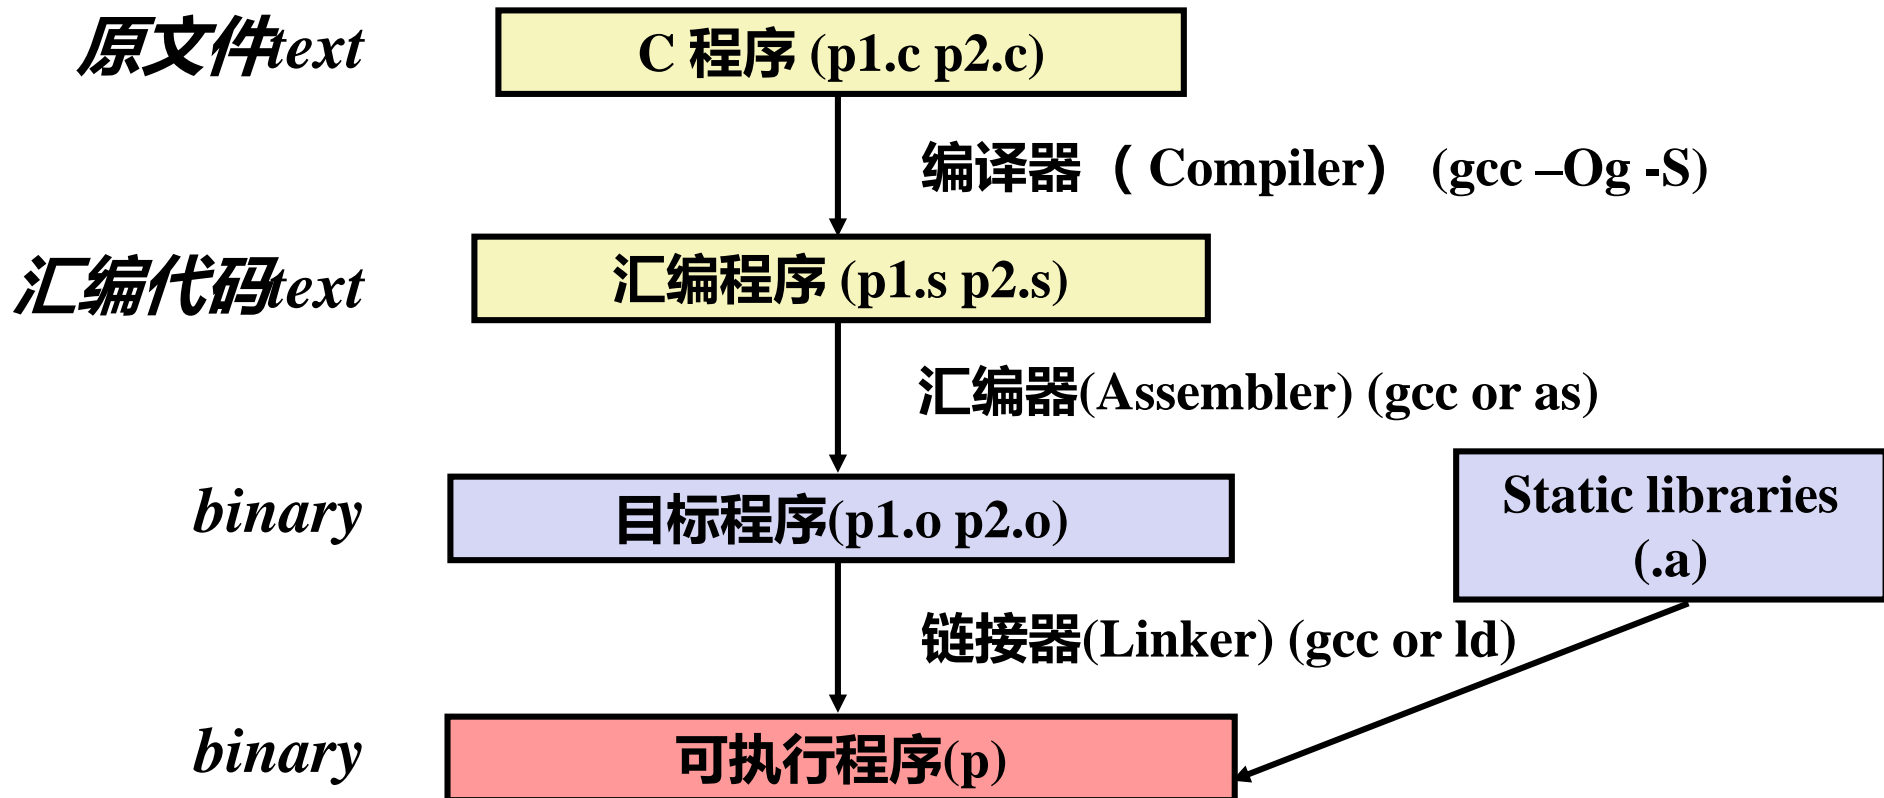 原文件text
C 程序 (p1.c p2.c)
编译器（ Compiler） (gcc –Og -S)
汇编代码text
汇编程序 (p1.s p2.s)
汇编器(Assembler) (gcc or as)
binary
目标程序(p1.o p2.o)
Static libraries
(.a)
链接器(Linker) (gcc or ld)
binary
可执行程序(p)